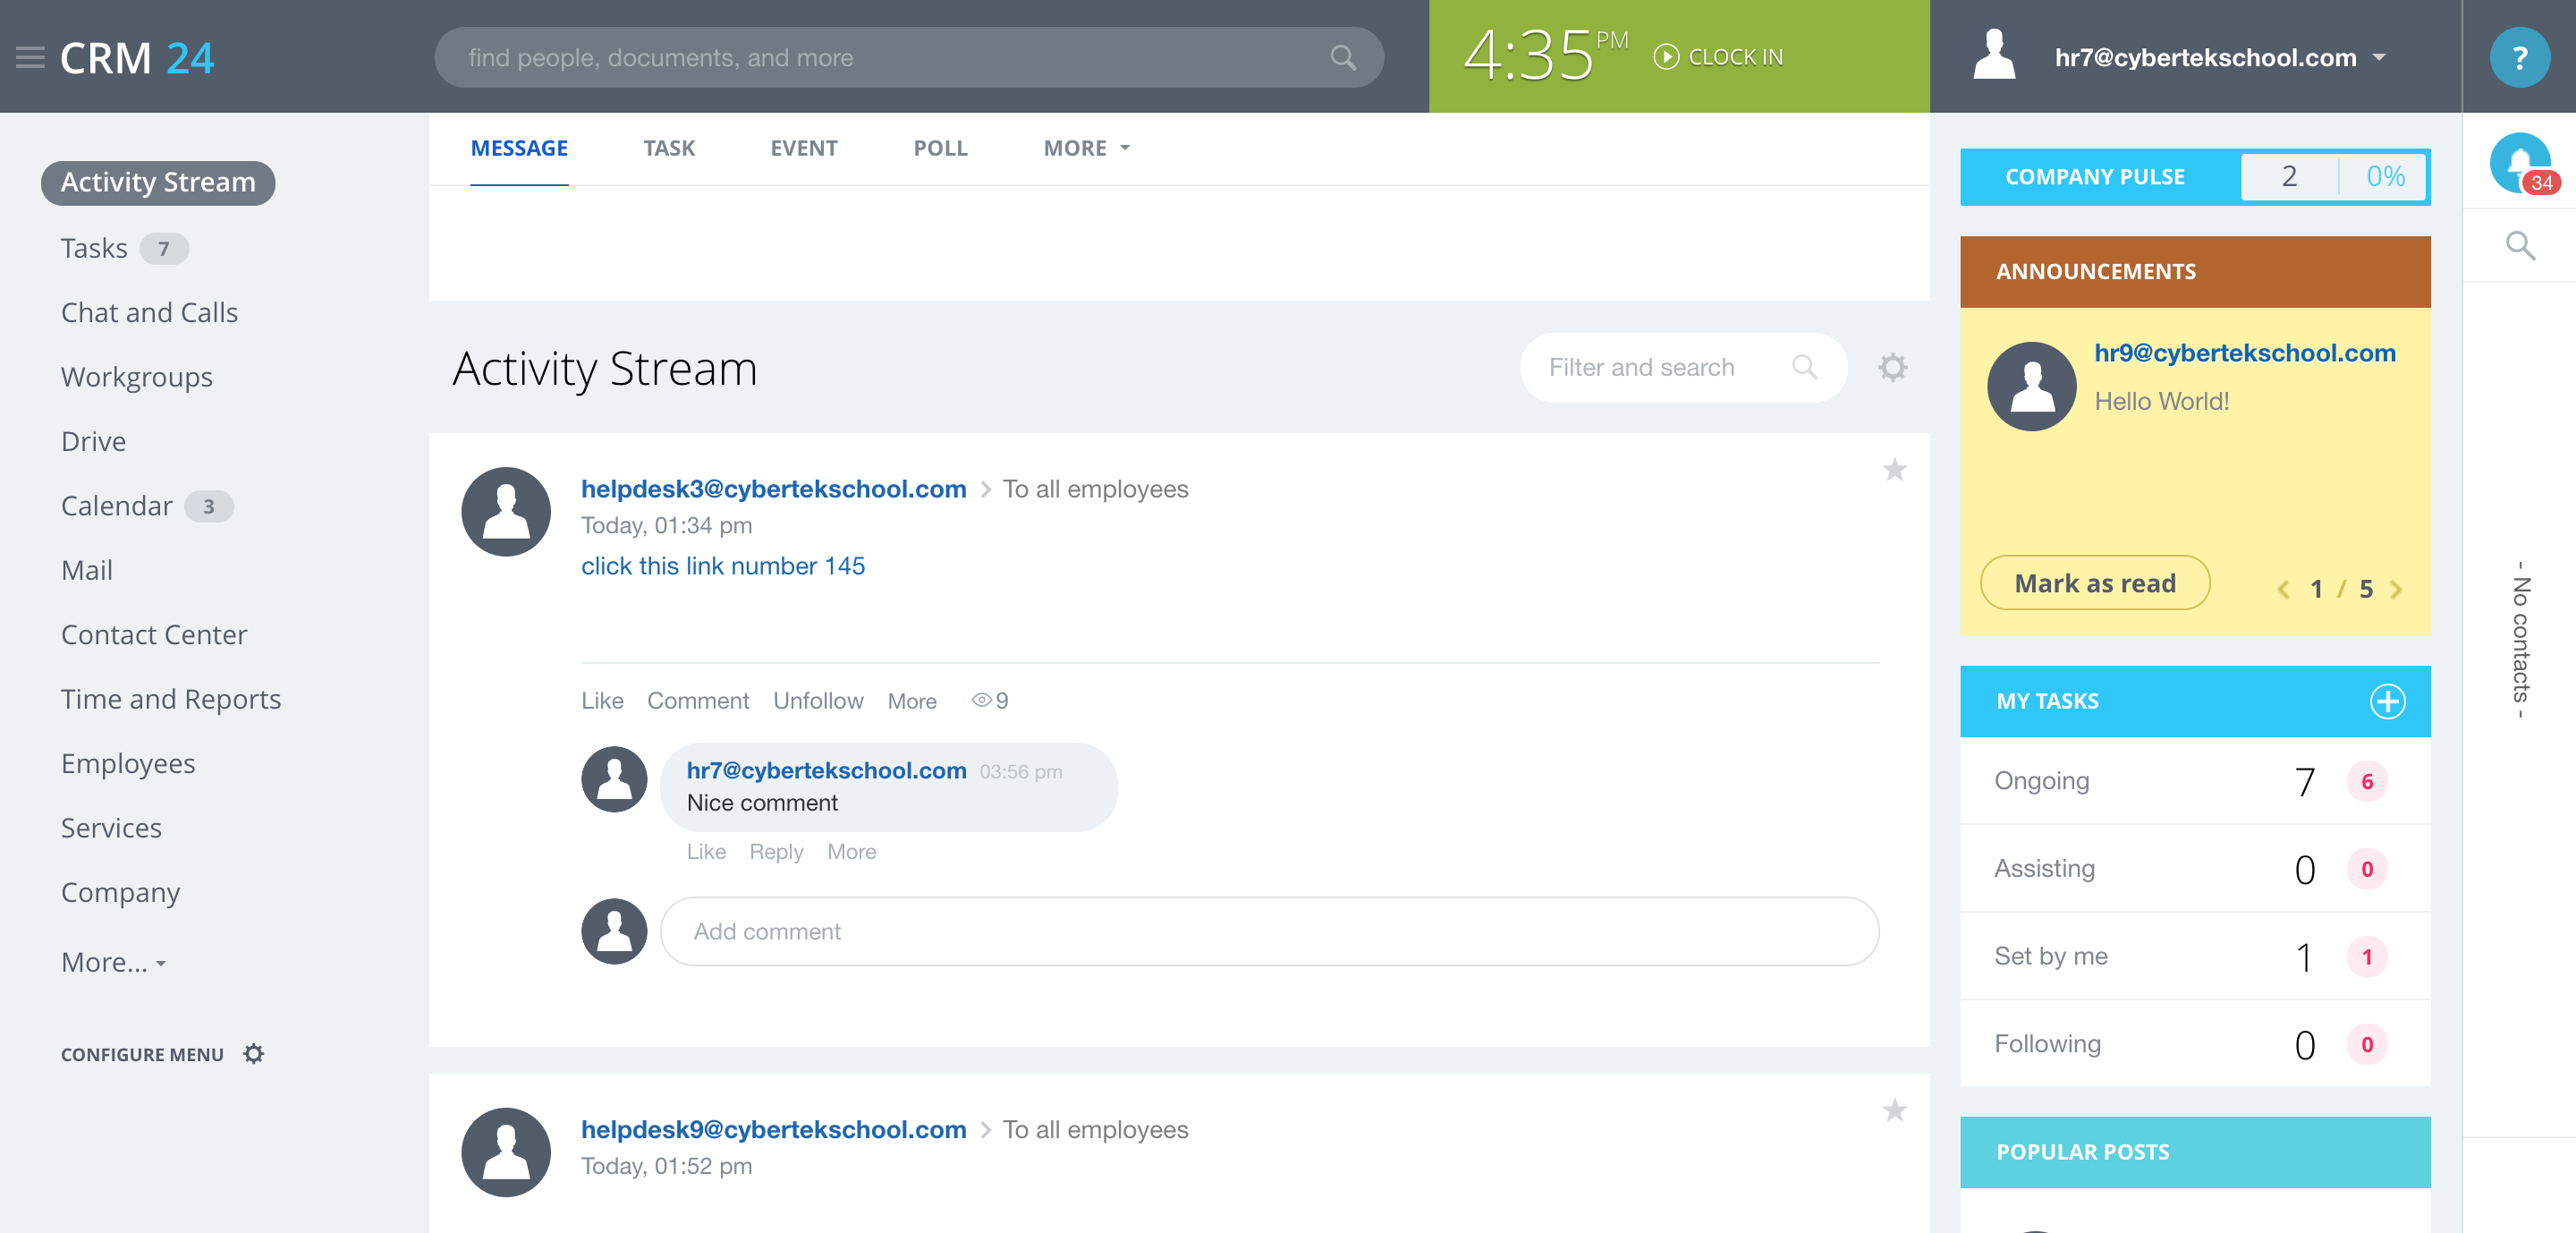 CRM 24
find people, documents, and more
4:35 PM CLOCK IN
hr7@cybertekschool.com
?
Activity Stream
Tasks 7
Chat and Calls
Workgroups
Drive
Calendar 3
Mail
Contact Center
Time and Reports
Employees
Services
Company
More...
CONFIGURE MENU
MESSAGE TASK EVENT POLL MORE
Activity Stream
Filter and search
helpdesk3@cybertekschool.com To all employees
Today, 01:34 pm
click this link number 145
Like Comment Unfollow More 9
hr7@cybertekschool.com 03:56 pm
Nice comment
Like Reply More
Add comment
helpdesk9@cybertekschool.com To all employees
Today, 01:52 pm
COMPANY PULSE 2 0%
ANNOUNCEMENTS
hr9@cybertekschool.com
Hello World!
Mark as read 1 / 5
MY TASKS
Ongoing 7 6
Assisting 0 0
Set by me 1 1
Following 0 0
POPULAR POSTS
34
- No contacts -